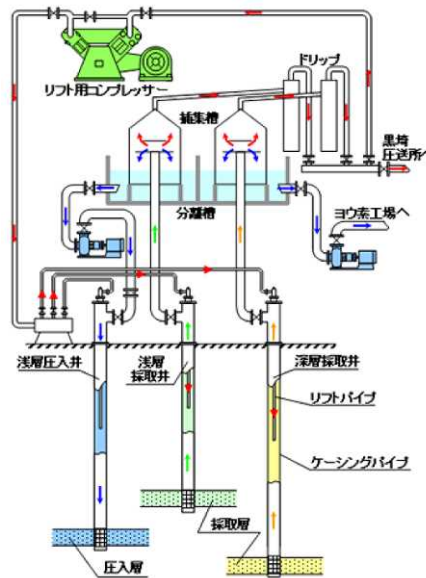 リフト用コンプレッサー
ドリップ
捕集槽
黒埼
圧送所へ
分離槽
ヨウ素工場へ
浅層圧入井
浅層
採取井
深層採取井
リフトパイプ
ケーシングパイプ
採取層
圧入層